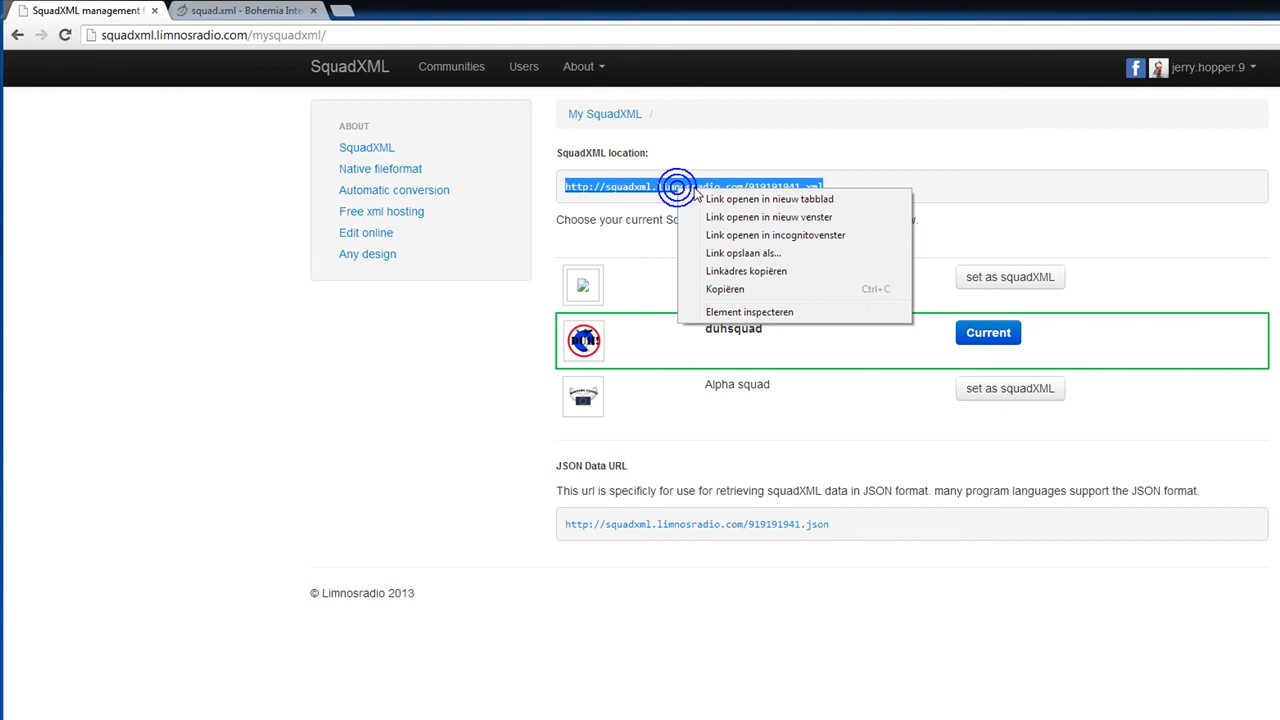 SquadXML management f
squad.xml - Bohemia Inte
squadxml.limnosradio.com/mysquadxml/
SquadXML Communities Users About jerry.hopper.9
ABOUT
SquadXML
Native fileformat
Automatic conversion
Free xml hosting
Edit online
Any design
My SquadXML /
SquadXML location:
http://squadxml.limnosradio.com/919191941.xml
Choose your current w.
Link openen in nieuw tabblad
Link openen in nieuw venster
Link openen in incognitovenster
Link opslaan als...
Linkadres kopiëren
Kopiëren Ctrl+C
Element inspecteren
set as squadXML
DUH!
duhsquad
Current
Alpha squad
set as squadXML
JSON Data URL
This url is specificly for use for retrieving squadXML data in JSON format. many program languages support the JSON format.
http://squadxml.limnosradio.com/919191941.json
© Limnosradio 2013